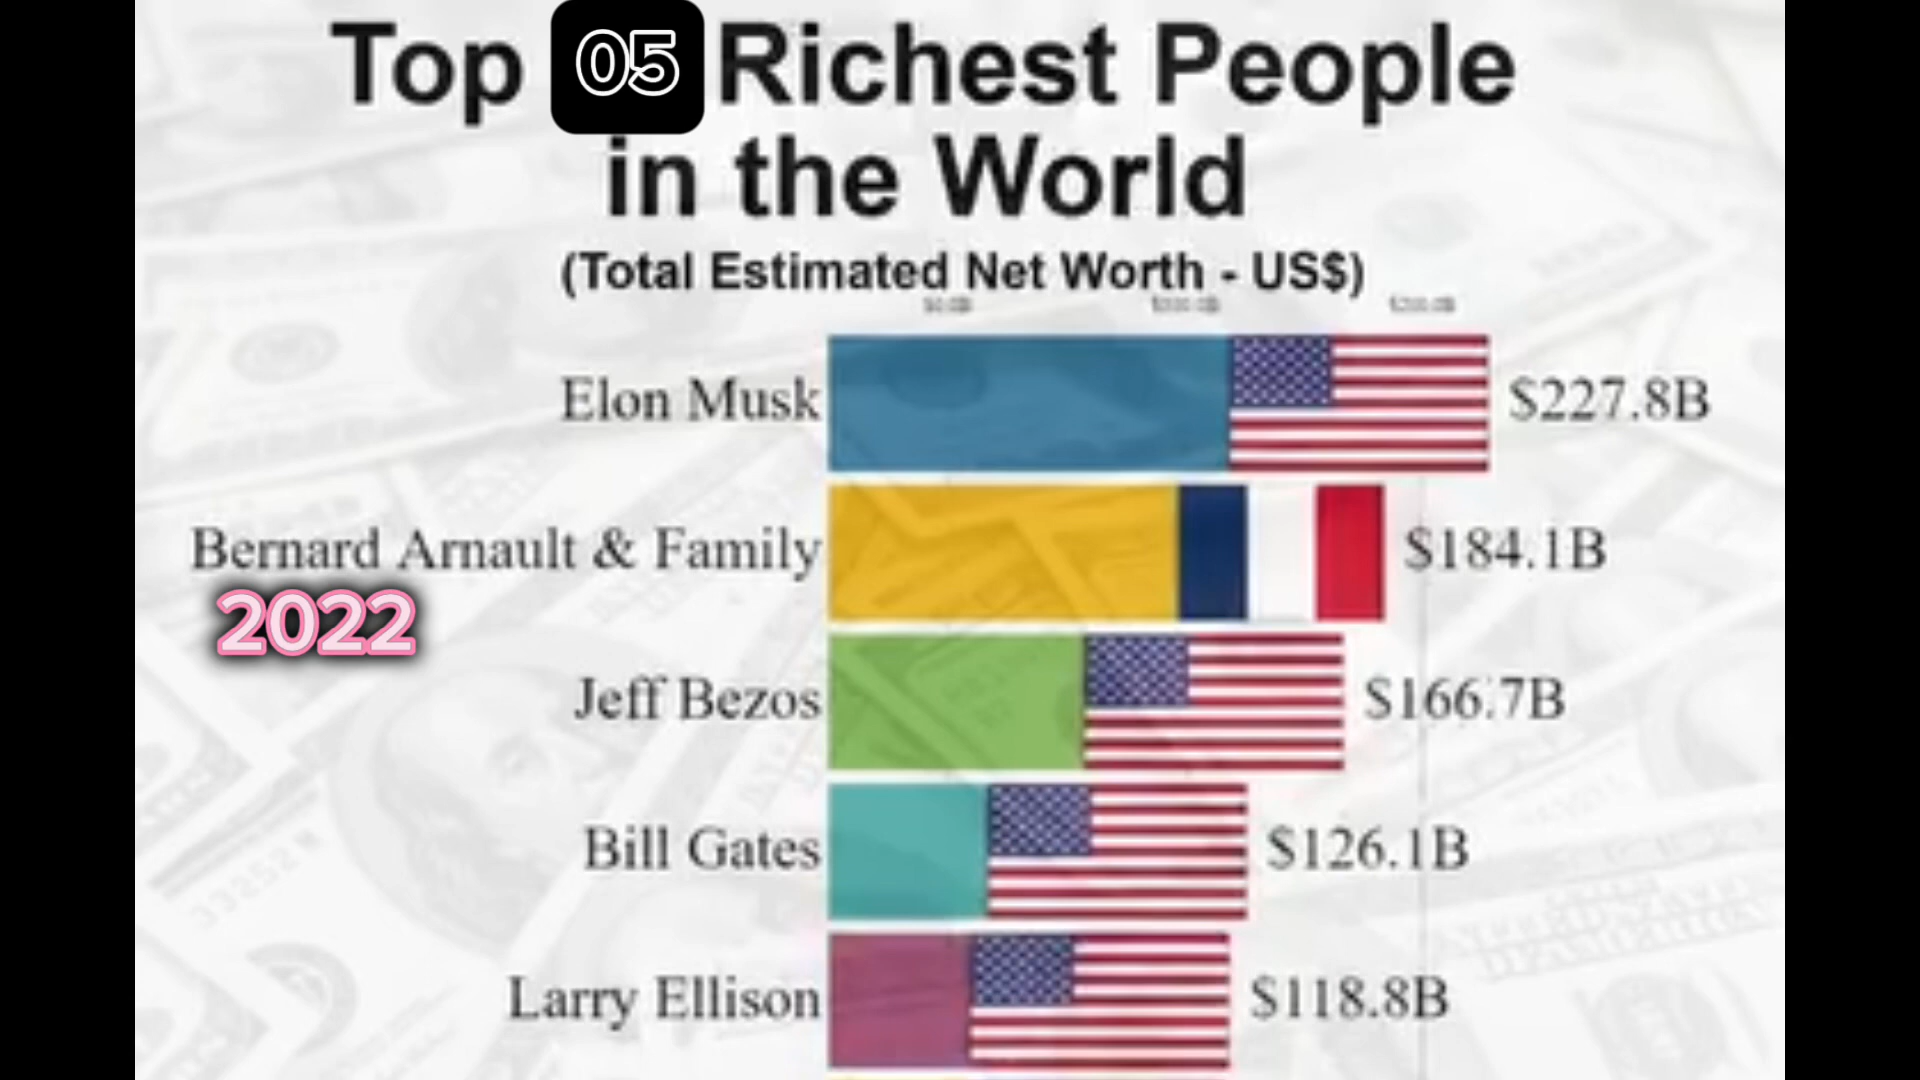 Top 05 Richest People
in the World
(Total Estimated Net Worth - US$)
Elon Musk $227.8B
Bernard Arnault & Family $184.1B
2022
Jeff Bezos $166.7B
Bill Gates $126.1B
Larry Ellison $118.8B